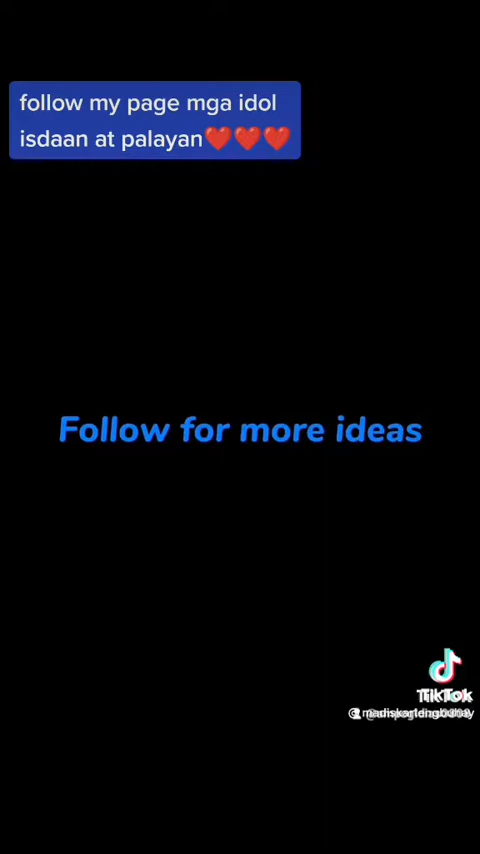 follow my page mga idol
isdaan at palayan❤️❤️❤️
Follow for more ideas
TikTok